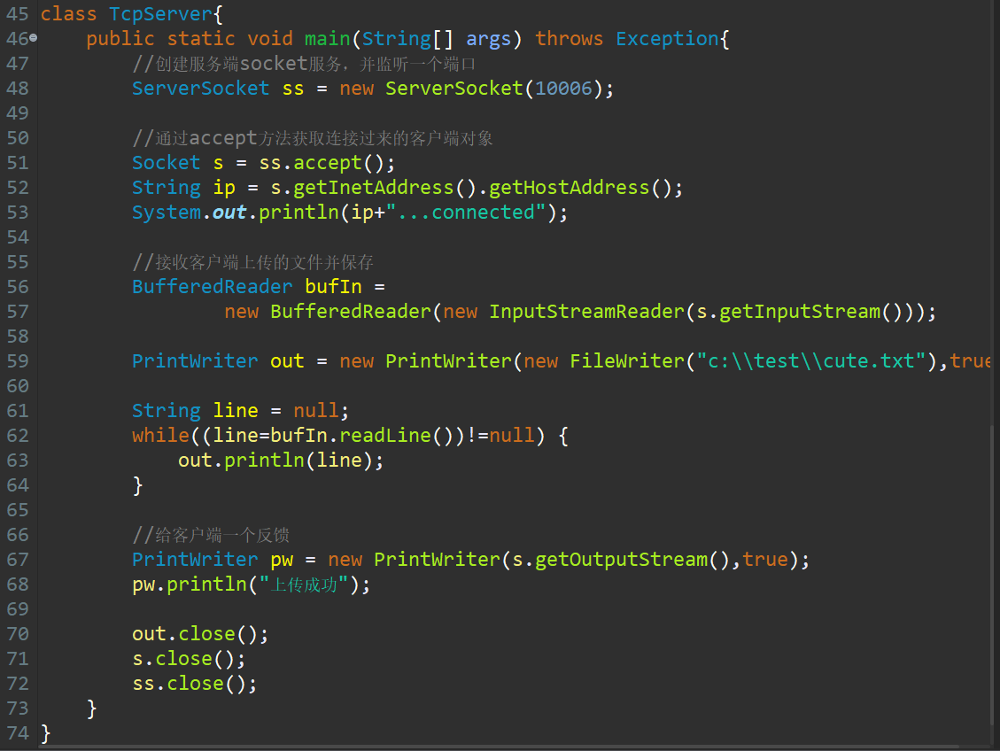 45 class TcpServer{
46 public static void main(String[] args) throws Exception{
47 //创建服务端socket服务，并监听一个端口
48 ServerSocket ss = new ServerSocket(10006);
49
50 //通过accept方法获取连接过来的客户端对象
51 Socket s = ss.accept();
52 String ip = s.getInetAddress().getHostAddress();
53 System.out.println(ip+"...connected");
54
55 //接收客户端上传的文件并保存
56 BufferedReader bufIn =
57 new BufferedReader(new InputStreamReader(s.getInputStream()));
58
59 PrintWriter out = new PrintWriter(new FileWriter("c:\\test\\cute.txt"),true
60
61 String line = null;
62 while((line=bufIn.readLine())!=null) {
63 out.println(line);
64 }
65
66 //给客户端一个反馈
67 PrintWriter pw = new PrintWriter(s.getOutputStream(),true);
68 pw.println("上传成功");
69
70 out.close();
71 s.close();
72 ss.close();
73 }
74 }